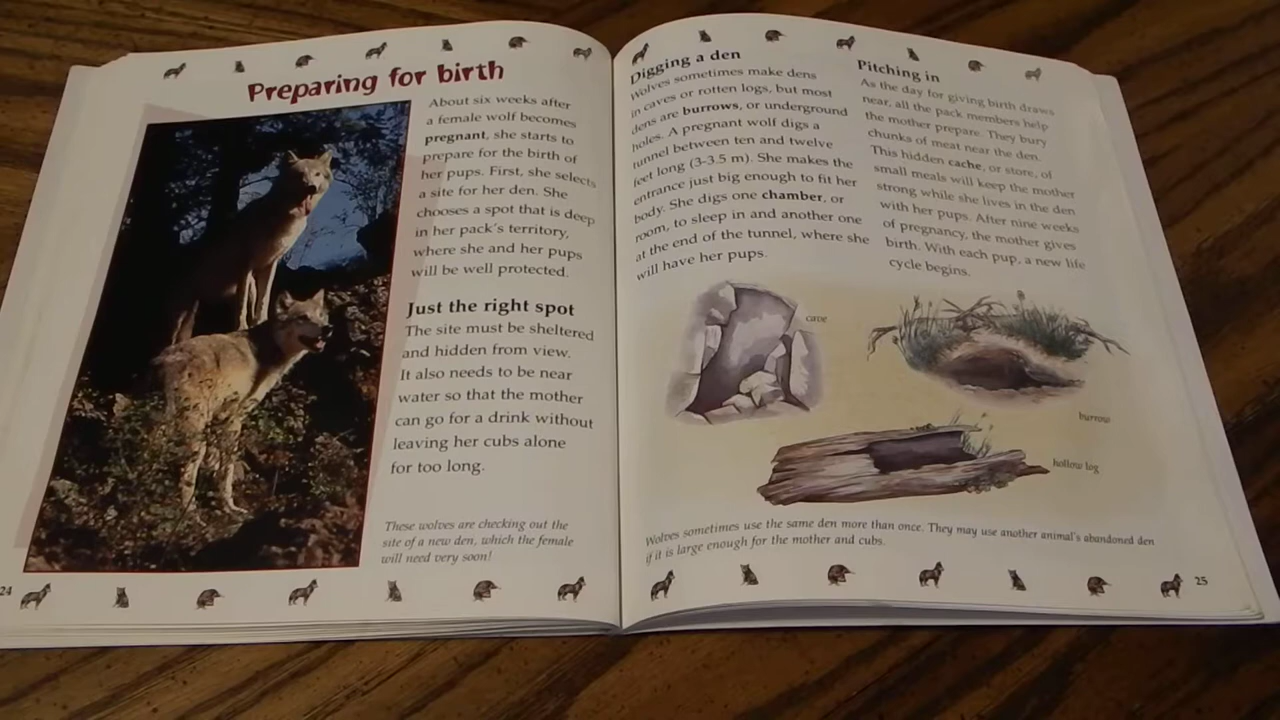 Preparing for birth
About six weeks after
a female wolf becomes
pregnant, she starts to
prepare for the birth of
her pups. First, she selects
a site for her den. She
chooses a spot that is deep
in her pack's territory,
where she and her pups
will be well protected.
Just the right spot
The site must be sheltered
and hidden from view.
It also needs to be near
water so that the mother
can go for a drink without
leaving her cubs alone
for too long.
These wolves are checking out the
site of a new den, which the female
will need very soon!
24
Digging a den
Wolves sometimes make dens
in caves or rotten logs, but most
dens are burrows, or underground
holes. A pregnant wolf digs a
tunnel between ten and twelve
feet long (3-3.5 m). She makes the
entrance just big enough to fit her
body. She digs one chamber, or
room, to sleep in and another one
at the end of the tunnel, where she
will have her pups.
Pitching in
As the day for giving birth draws
near, all the pack members help
the mother prepare. They bury
chunks of meat near the den.
This hidden cache, or store, of
small meals will keep the mother
strong while she lives in the den
with her pups. After nine weeks
of pregnancy, the mother gives
birth. With each pup, a new life
cycle begins.
cave
burrow
hollow log
Wolves sometimes use the same den more than once. They may use another animal's abandoned den
if it is large enough for the mother and cubs.
25